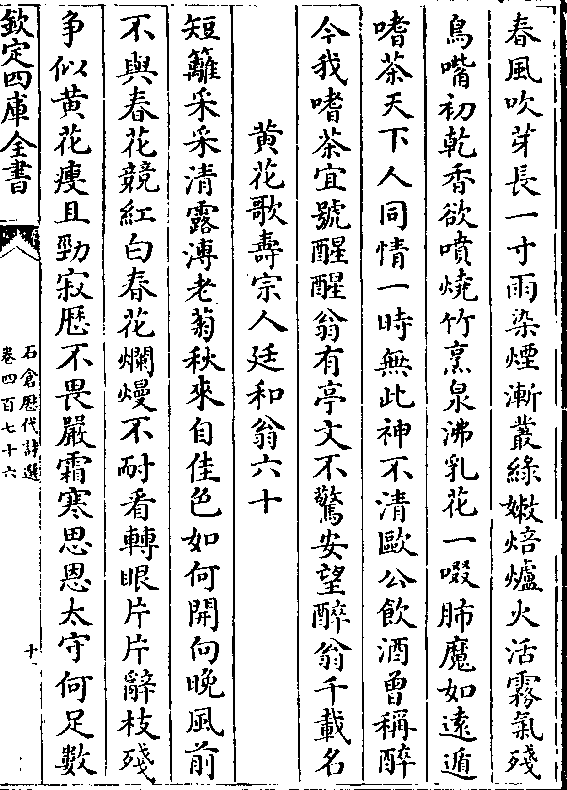 春風吹芽長一寸雨染煙漸叢綠嫩焙爐火活霧氣殘
鳥嘴初乾香欲噴燒竹烹泉沸乳花一啜肺魔如遠遁
嗜茶天下人同情一時無此神不清歐公飲酒曾稱醉
今我嗜茶宜號醒醒翁有亭文不驚安望醉翁千載名
黄花歌壽宗人廷和翁六十
短籬采采清露溥老菊秋來自佳色如何開向晩風前
不與春花競紅白春花爛熳不耐看轉眼片片辭枝殘
争似黄花瘦且勁寂歴不畏嚴霜寒思恩太守何足數
欽定四庫全書
石倉歴代詩選
卷四百七十六
十一